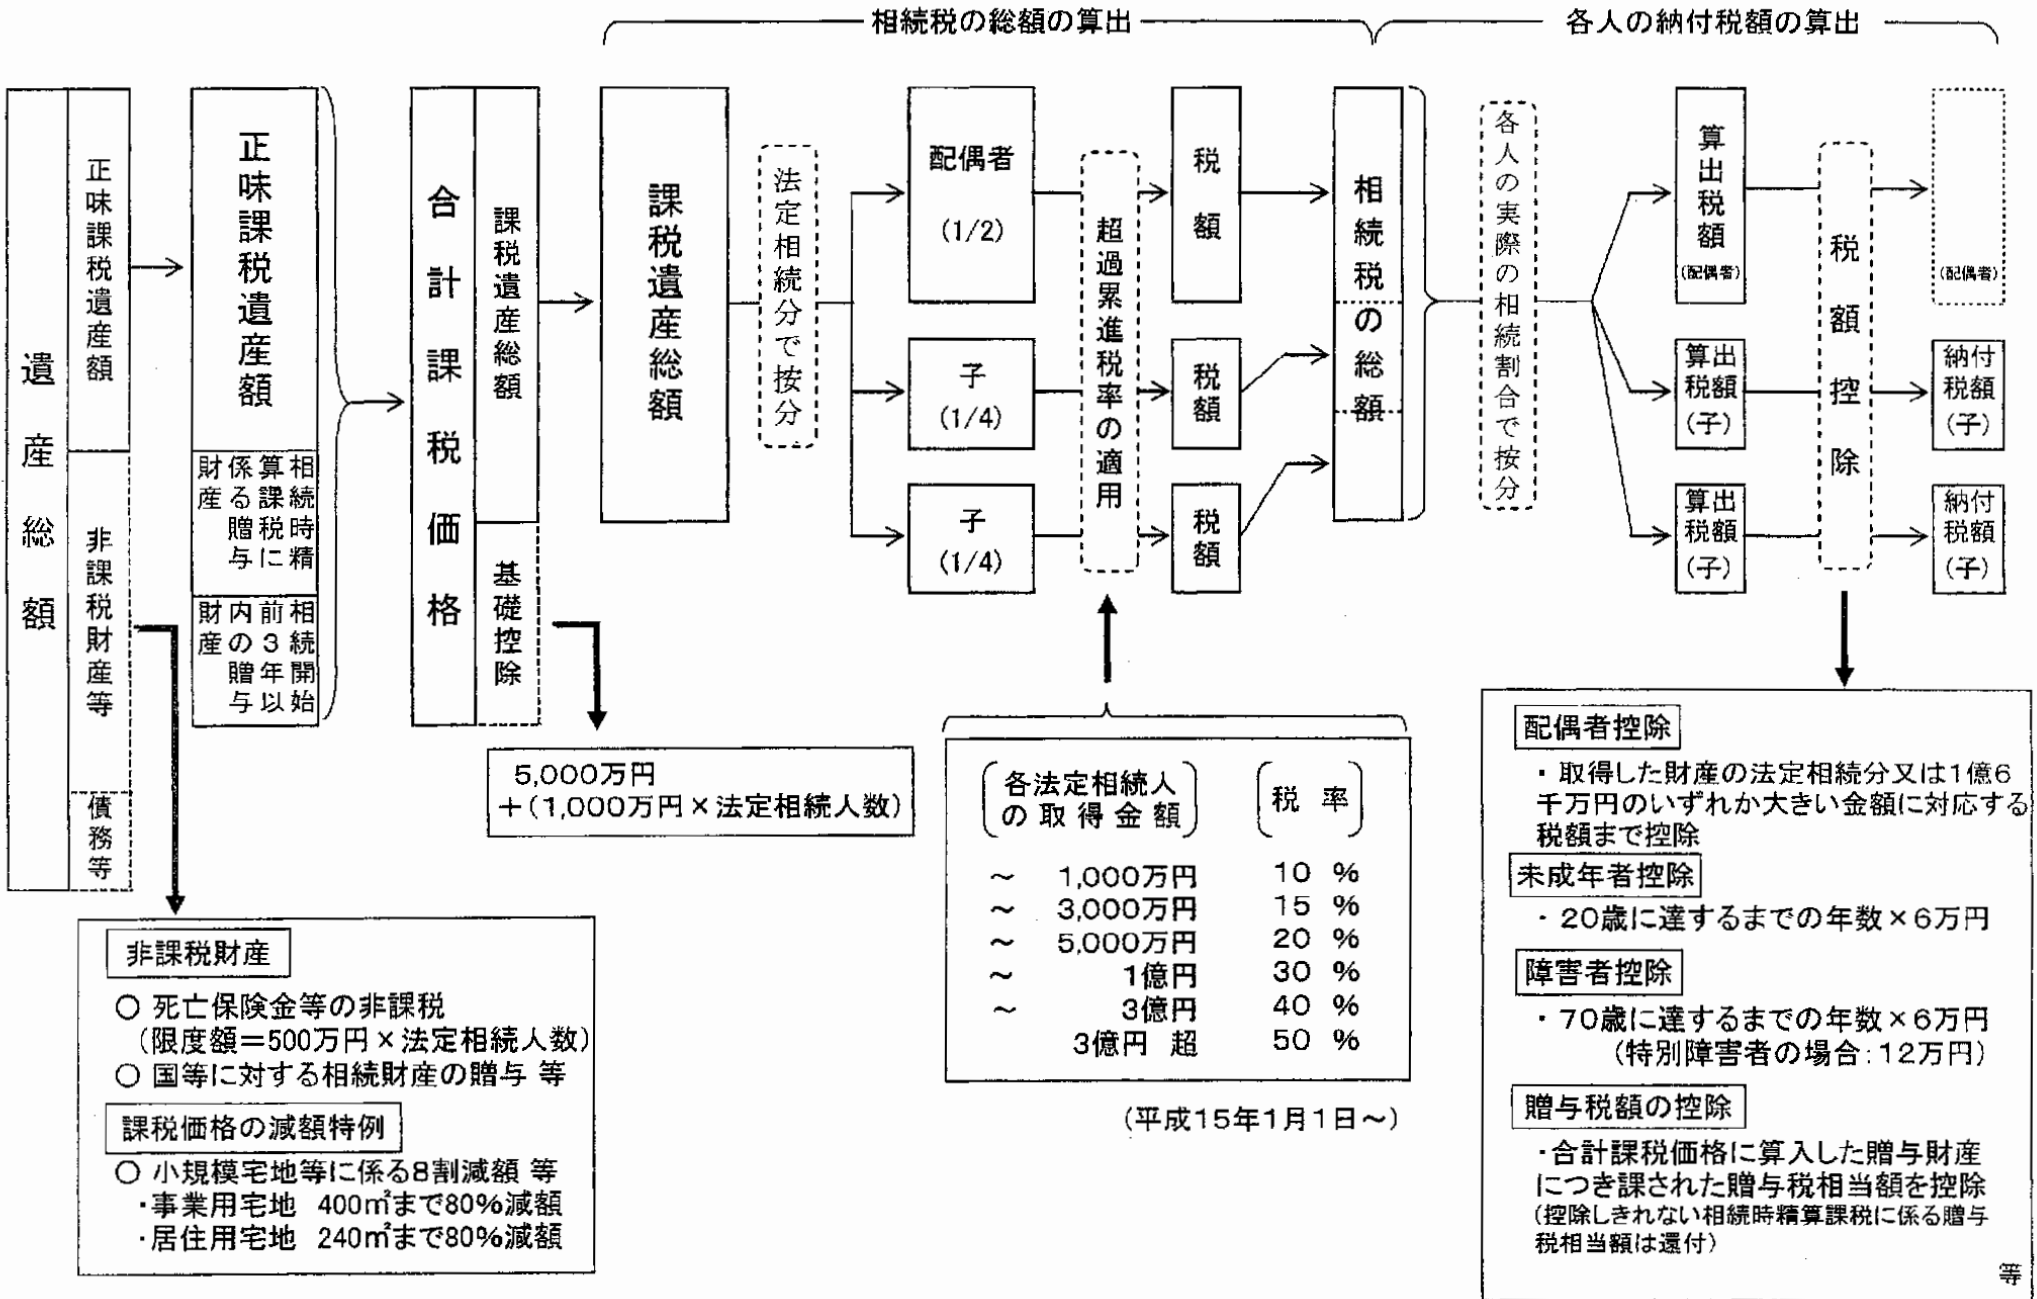 相続税の総額の算出
各人の納付税額の算出
遺産総額
正味課税遺産額
非課税財産等
債務等
正味課税遺産額
相続時精
算課税に
係る贈与
財産
相続開始
前3年以
内の贈与
財産
合計課税価格
課税遺産総額
基礎控除
課税遺産総額
法定相続分で按分
配偶者
(1/2)
子
(1/4)
子
(1/4)
超過累進税率の適用
税額
税額
税額
相続税の総額
各人の実際の相続割合で按分
算出税額
(配偶者)
算出
税額
(子)
算出
税額
(子)
税額控除
(配偶者)
納付
税額
(子)
納付
税額
(子)
5,000万円
+(1,000万円×法定相続人数)
各法定相続人
の取得金額
税 率
~ 1,000万円 10 %
~ 3,000万円 15 %
~ 5,000万円 20 %
~ 1億円 30 %
~ 3億円 40 %
3億円 超 50 %
(平成15年1月1日~)
非課税財産
○ 死亡保険金等の非課税
(限度額=500万円×法定相続人数)
○ 国等に対する相続財産の贈与 等
課税価格の減額特例
○ 小規模宅地等に係る8割減額 等
・事業用宅地 400㎡まで80%減額
・居住用宅地 240㎡まで80%減額
配偶者控除
・取得した財産の法定相続分又は1億6
千万円のいずれか大きい金額に対応する
税額まで控除
未成年者控除
・20歳に達するまでの年数×6万円
障害者控除
・70歳に達するまでの年数×6万円
(特別障害者の場合:12万円)
贈与税額の控除
・合計課税価格に算入した贈与財産
につき課された贈与税相当額を控除
(控除しきれない相続時精算課税に係る贈与
税相当額は還付)
等